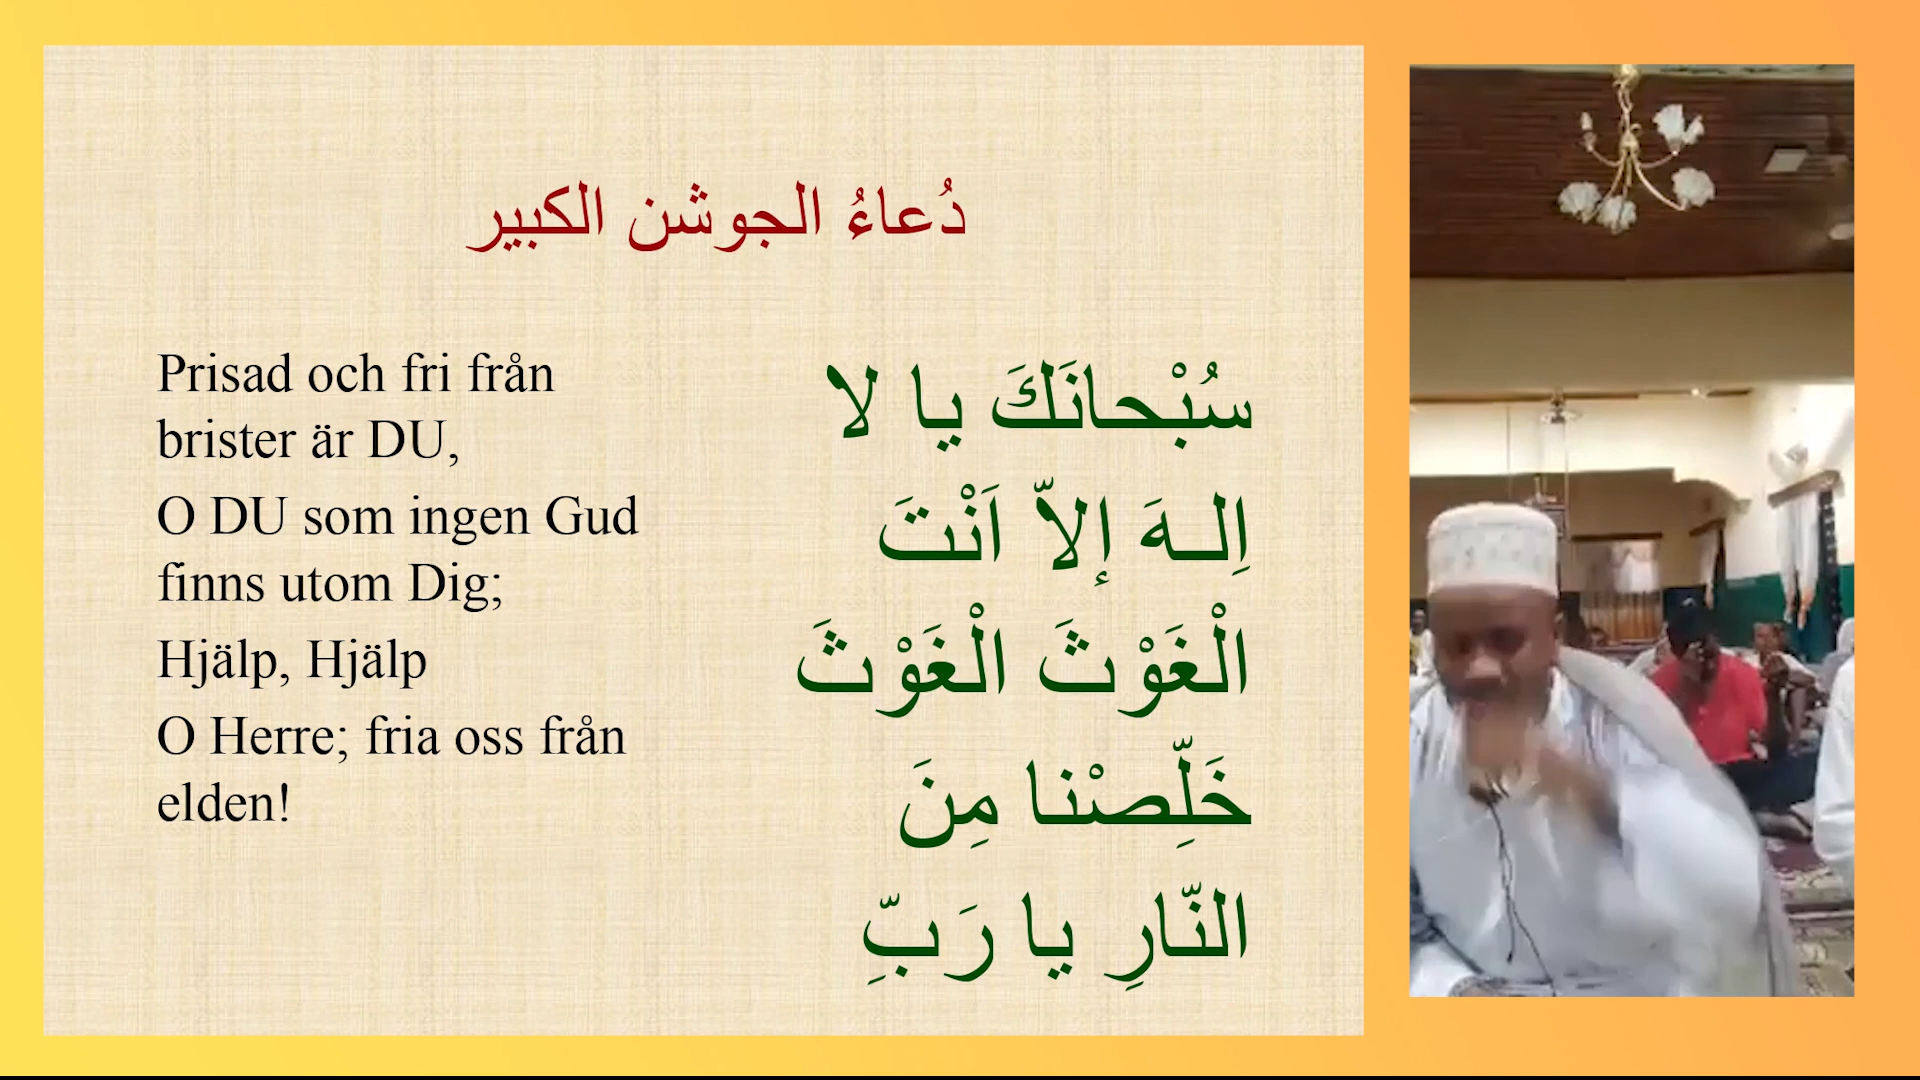 دُعاءُ الجوشن الكبير
Prisad och fri från
brister är DU,
O DU som ingen Gud
finns utom Dig;
Hjälp, Hjälp
O Herre; fria oss från
elden!
سُبْحانَكَ يا لا
اِلـهَ إلاّ اَنْتَ
الْغَوْثَ الْغَوْثَ
خَلِّصْنا مِنَ
النّارِ يا رَبِّ